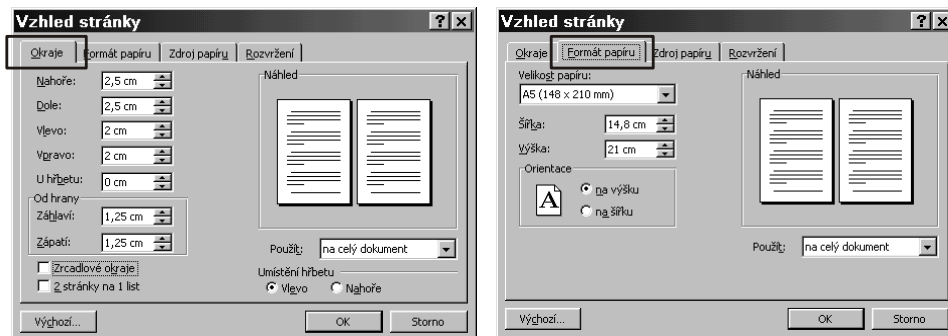 Vzhled stránky
Okraje Formát papíru Zdroj papíru Rozvržení
Nahoře: 2,5 cm
Dole: 2,5 cm
Vlevo: 2 cm
Vpravo: 2 cm
U hřbetu: 0 cm
Od hrany
Záhlaví: 1,25 cm
Zápatí: 1,25 cm
Zrcadlové okraje
2 stránky na 1 list
Náhled
Použít: na celý dokument
Umístění hřbetu
Vlevo Nahoře
Výchozí... OK Storno
Vzhled stránky
Okraje Formát papíru Zdroj papíru Rozvržení
Velikost papíru:
A5 (148 x 210 mm)
Šířka: 14,8 cm
Výška: 21 cm
Orientace
A
na výšku
na šířku
Náhled
Použít: na celý dokument
Výchozí... OK Storno